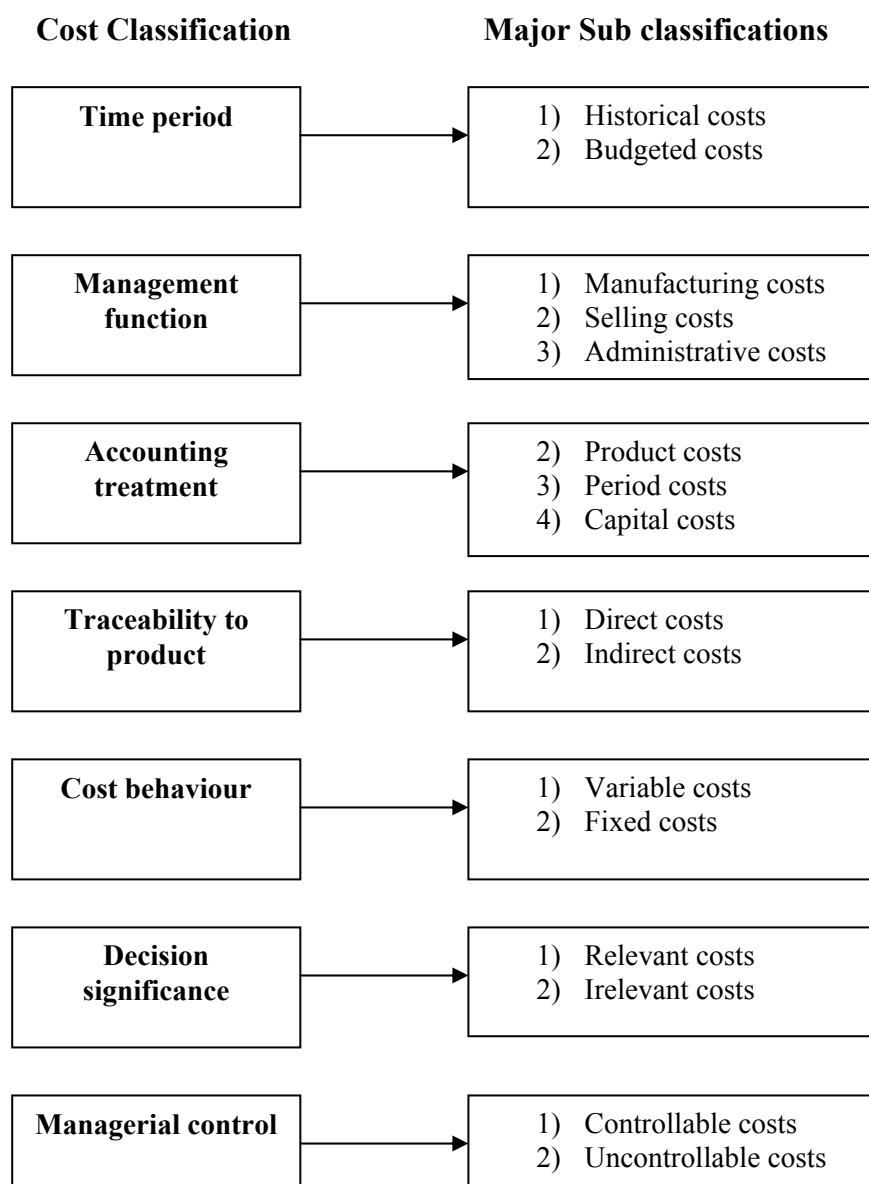 Cost Classification
Major Sub classifications
Time period
1) Historical costs
2) Budgeted costs
Management
function
1) Manufacturing costs
2) Selling costs
3) Administrative costs
Accounting
treatment
2) Product costs
3) Period costs
4) Capital costs
Traceability to
product
1) Direct costs
2) Indirect costs
Cost behaviour
1) Variable costs
2) Fixed costs
Decision
significance
1) Relevant costs
2) Irelevant costs
Managerial control
1) Controllable costs
2) Uncontrollable costs